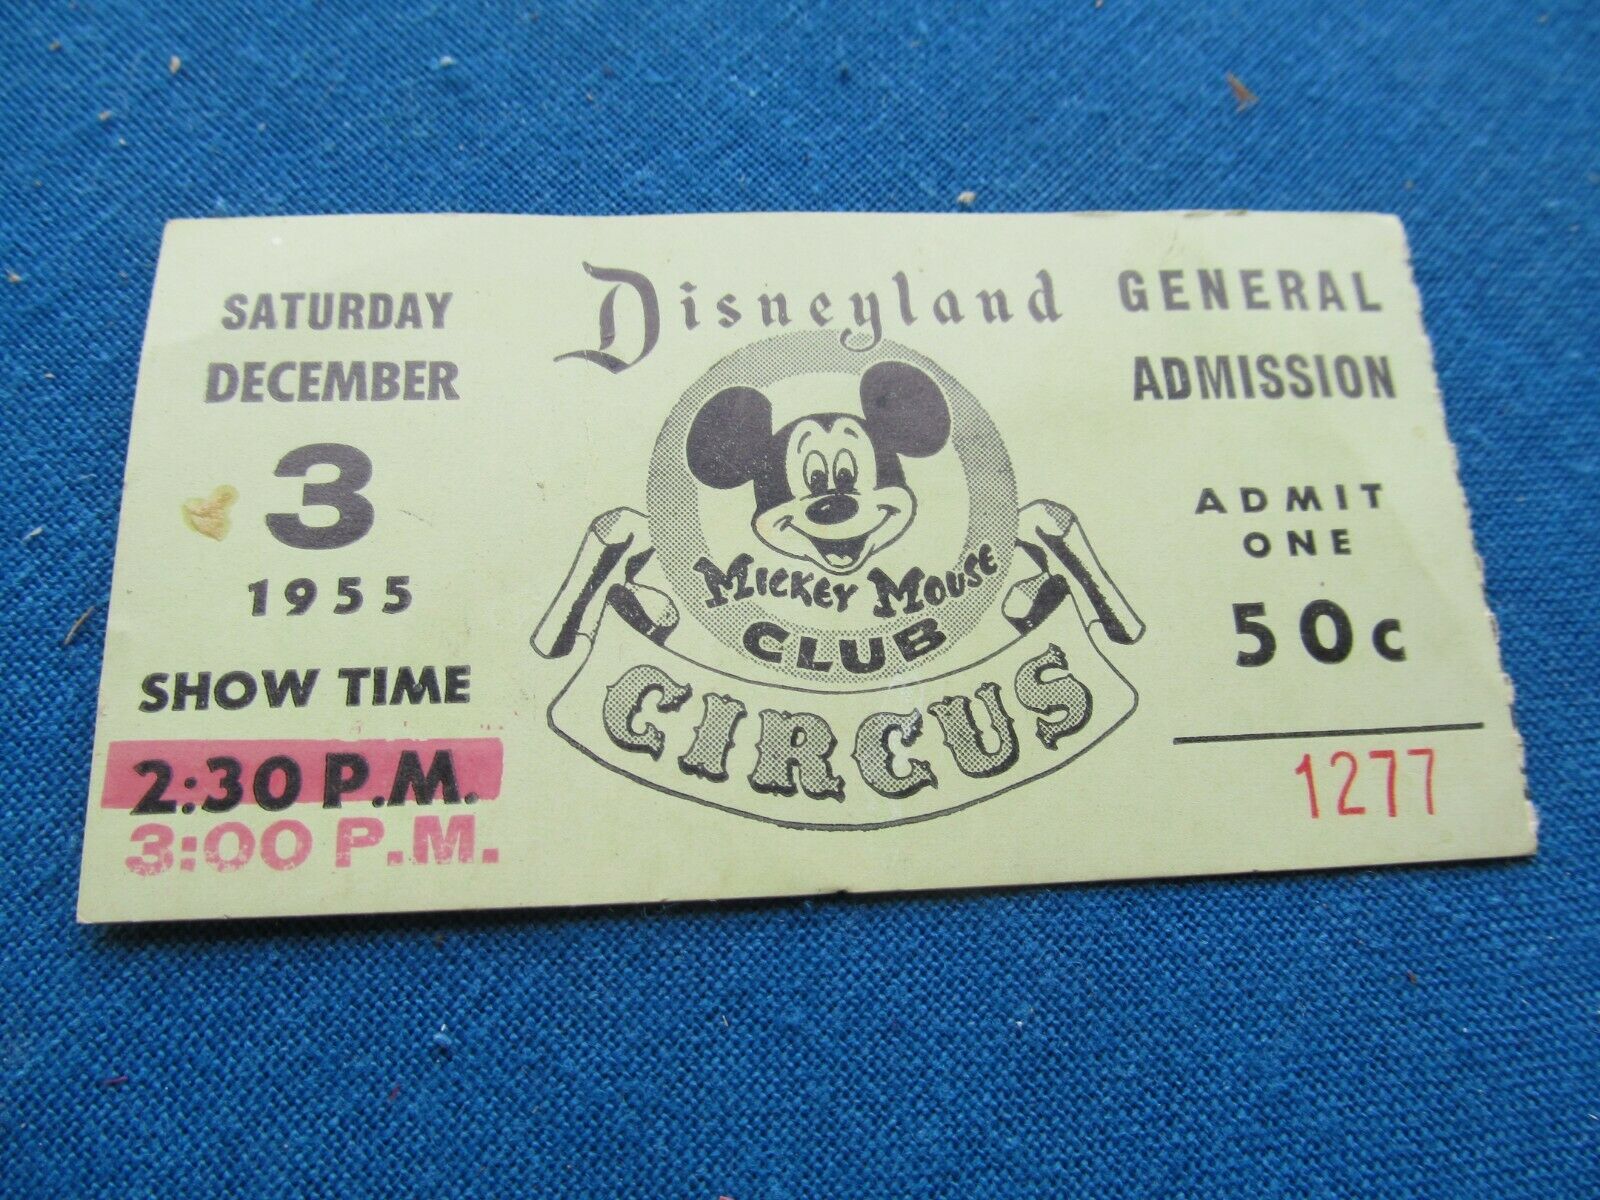 SATURDAY
DECEMBER
3
1955
SHOW TIME
2:30 P.M.
3:00 P.M.
Disneyland
MICKEY MOUSE
CLUB
CIRCUS
GENERAL
ADMISSION
ADMIT
ONE
50c
1277